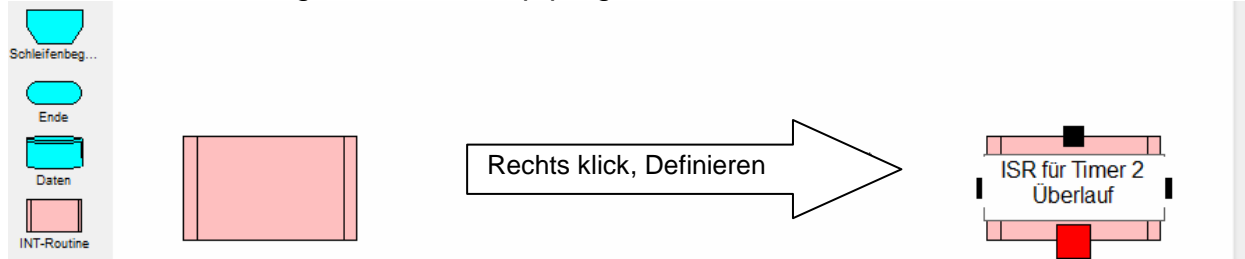 Schleifenbeg...
Ende
Daten
INT-Routine
Rechts klick, Definieren
ISR für Timer 2
Überlauf